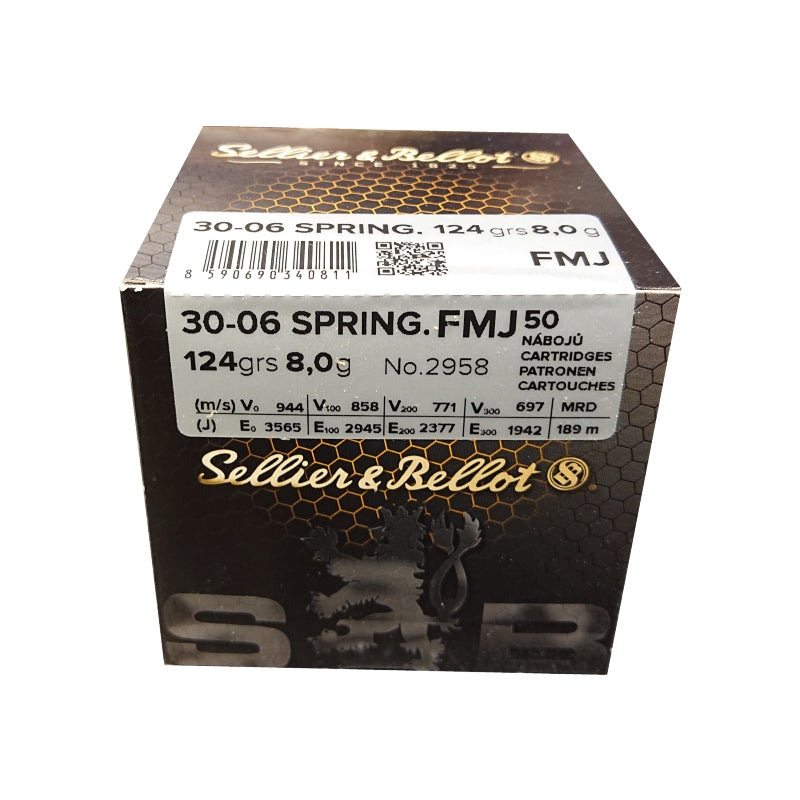 Sellier & Bellot SB
SINCE 1825
30-06 SPRING. 124 grs 8,0 g
FMJ
8 590690 340811
30-06 SPRING. FMJ 50
NÁBOJŮ
124grs 8,0g No.2958
CARTRIDGES
PATRONEN
CARTOUCHES
(m/s) V0 944 V100 858 V200 771 V300 697 MRD
(J) E0 3565 E100 2945 E200 2377 E300 1942 189 m
Sellier & Bellot SB ®
S B